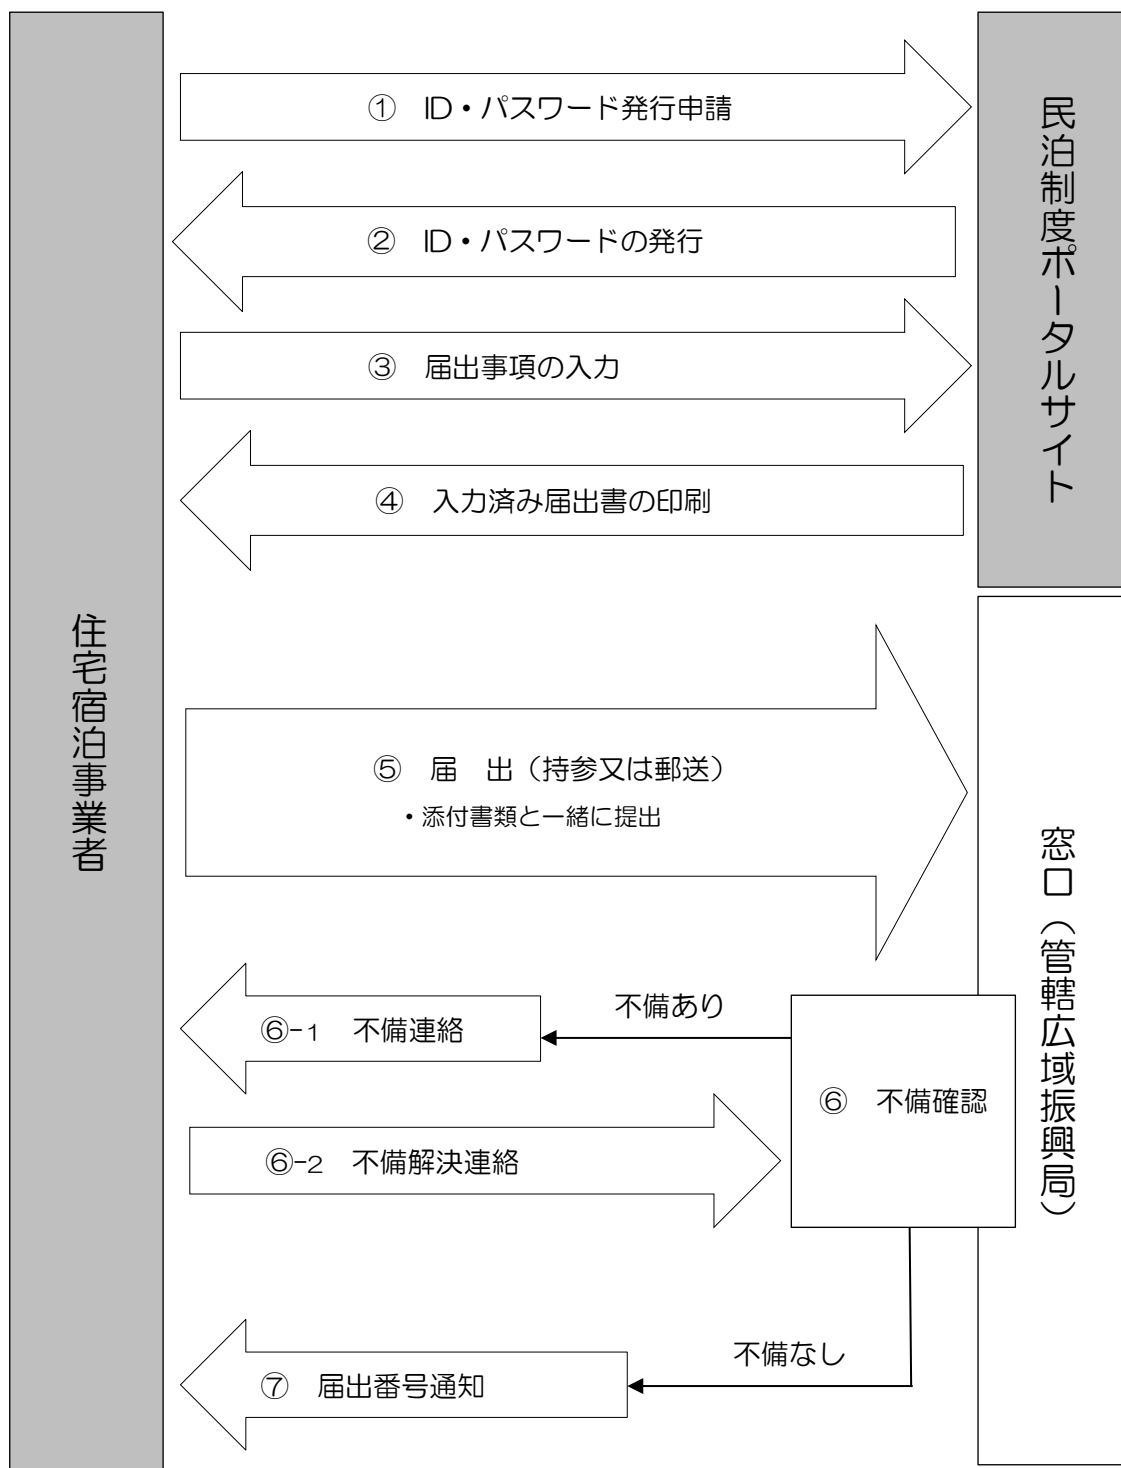 住宅宿泊事業者
民泊制度ポータルサイト
① ID・パスワード発行申請
② ID・パスワードの発行
③ 届出事項の入力
④ 入力済み届出書の印刷
窓口（管轄広域振興局）
⑤ 届　出（持参又は郵送）
・添付書類と一緒に提出
不備あり
⑥-1 不備連絡
⑥ 不備確認
⑥-2 不備解決連絡
不備なし
⑦ 届出番号通知